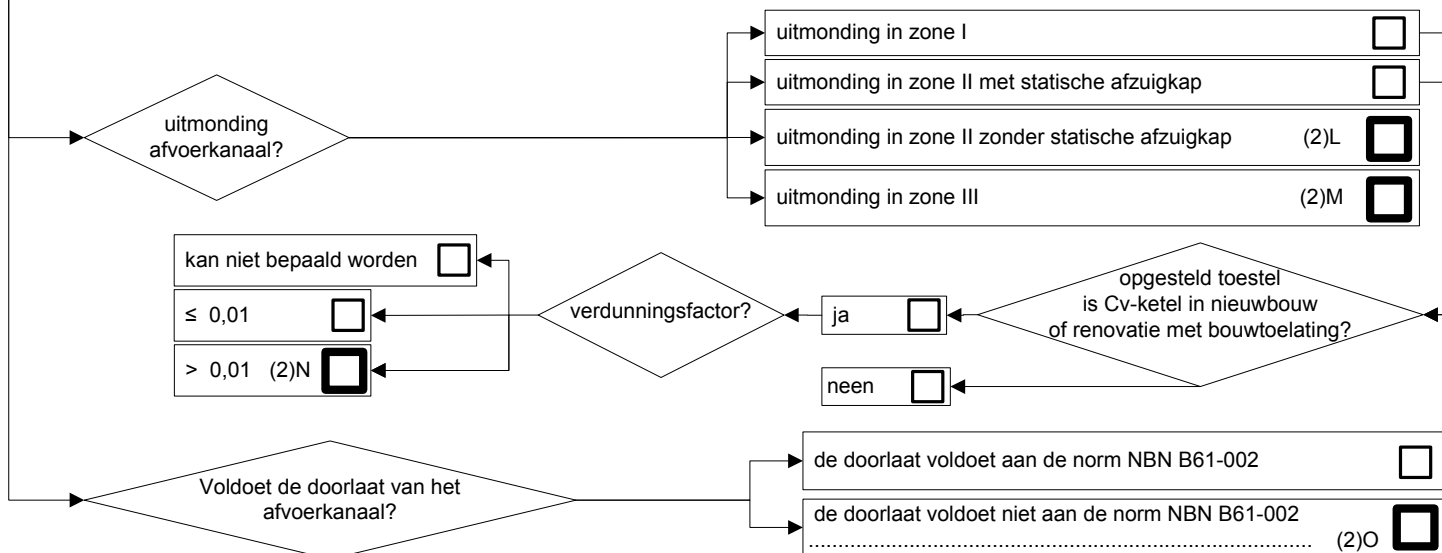 uitmonding in zone I
uitmonding in zone II met statische afzuigkap
uitmonding
afvoerkanaal?
uitmonding in zone II zonder statische afzuigkap (2)L
uitmonding in zone III (2)M
kan niet bepaald worden
≤ 0,01
> 0,01 (2)N
verdunningsfactor?
ja
neen
opgesteld toestel
is Cv-ketel in nieuwbouw
of renovatie met bouwtoelating?
Voldoet de doorlaat van het
afvoerkanaal?
de doorlaat voldoet aan de norm NBN B61-002
de doorlaat voldoet niet aan de norm NBN B61-002
........................................................................................ (2)O